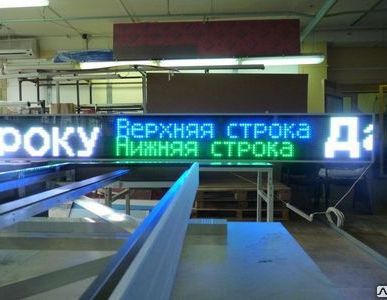 року
Верхняя строка
Нижняя строка
Да